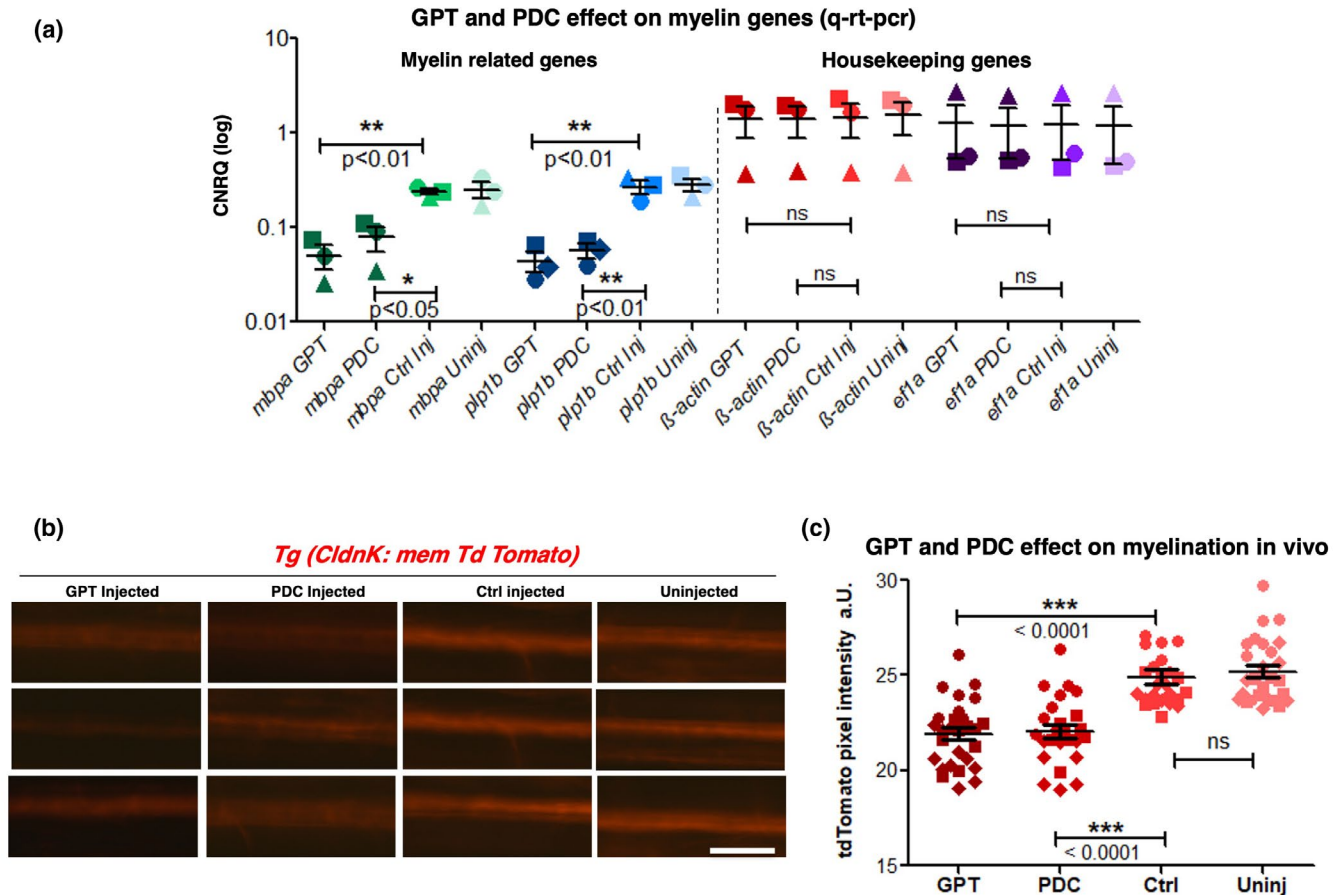 (a)
GPT and PDC effect on myelin genes (q-rt-pcr)
Myelin related genes
Housekeeping genes
CNRQ (log)
10
1
0.1
0.01
**
p<0.01
*
p<0.05
**
p<0.01
**
p<0.01
ns
ns
ns
ns
mbpa GPT
mbpa PDC
mbpa Ctrl Inj
mbpa Uninj
plp1b GPT
plp1b PDC
plp1b Ctrl Inj
plp1b Uninj
ß-actin GPT
ß-actin PDC
ß-actin Ctrl Inj
ß-actin Uninj
ef1a GPT
ef1a PDC
ef1a Ctrl Inj
ef1a Uninj
(b)
Tg (CldnK: mem Td Tomato)
GPT Injected
PDC Injected
Ctrl injected
Uninjected
(c)
GPT and PDC effect on myelination in vivo
tdTomato pixel intensity a.U.
30
25
20
15
***
< 0.0001
ns
***
< 0.0001
GPT
PDC
Ctrl
Uninj